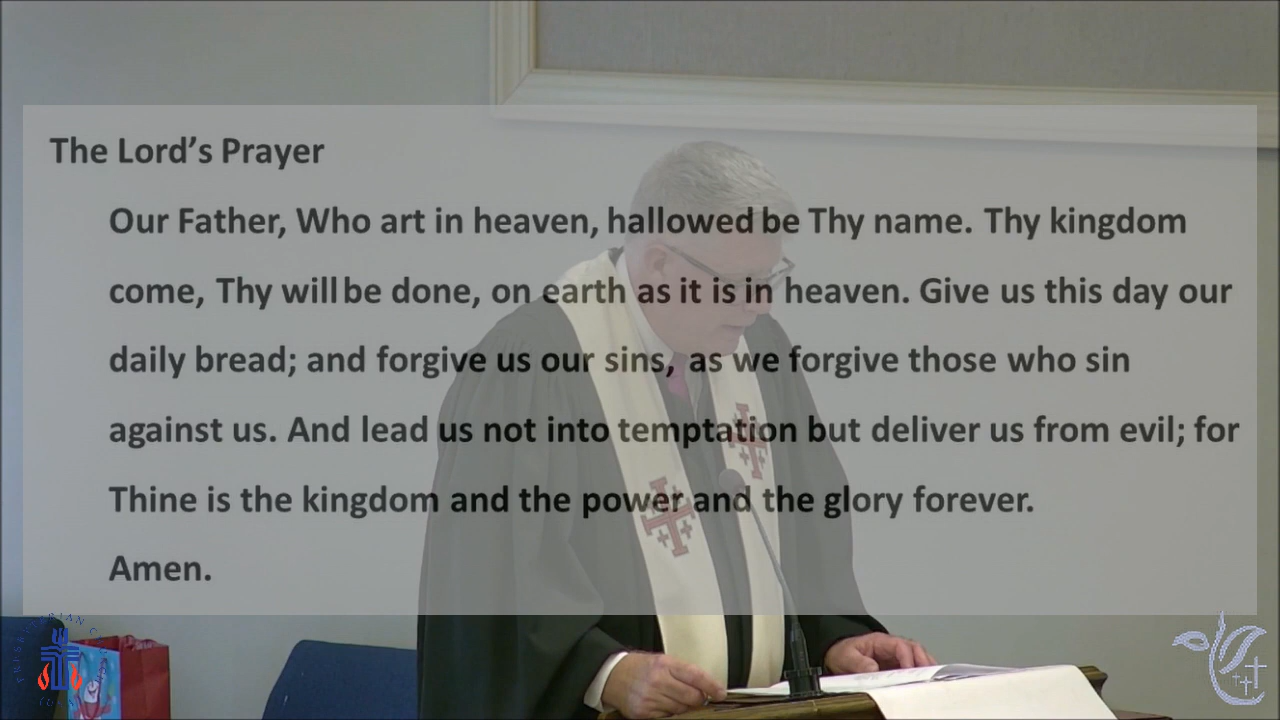 The Lord’s Prayer
Our Father, Who art in heaven, hallowed be Thy name. Thy kingdom
come, Thy will be done, on earth as it is in heaven. Give us this day our
daily bread; and forgive us our sins, as we forgive those who sin
against us. And lead us not into temptation but deliver us from evil; for
Thine is the kingdom and the power and the glory forever.
Amen.